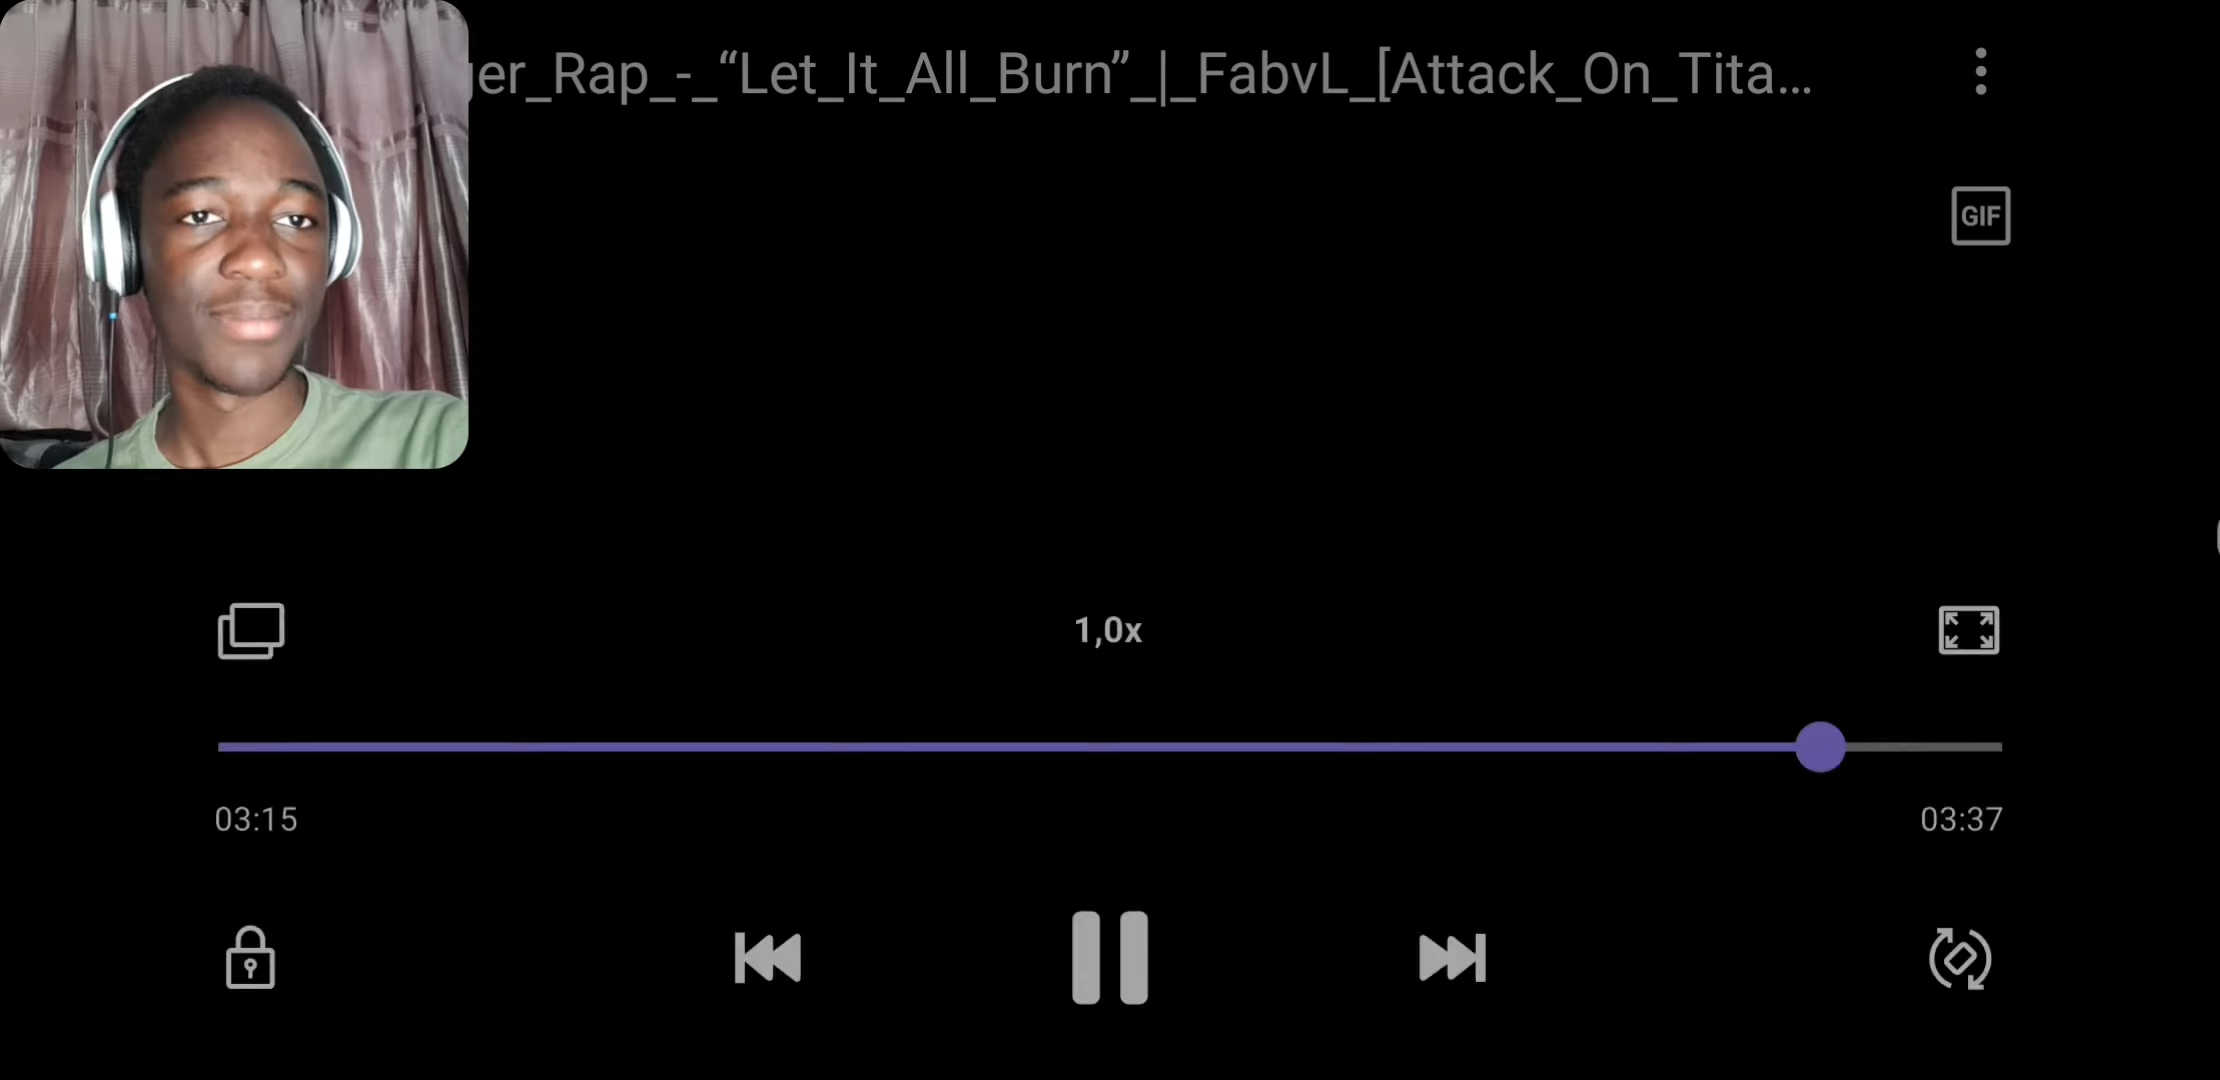 er_Rap_-_“Let_It_All_Burn”_|_FabvL_[Attack_On_Tita...
GIF
1,0x
03:15
03:37